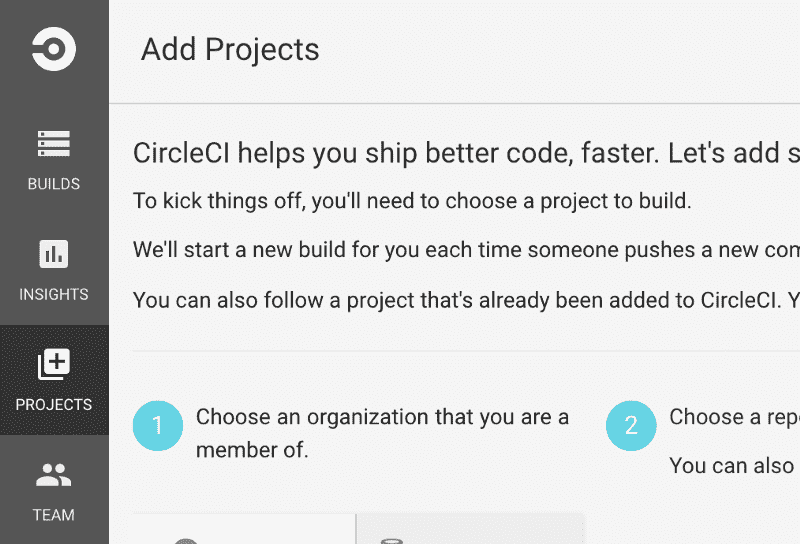 Add Projects
CircleCI helps you ship better code, faster. Let's add
To kick things off, you'll need to choose a project to build.
BUILDS
We'll start a new build for you each time someone pushes a new
INSIGHTS
You can also follow a project that's already been added to CircleCI.
PROJECTS
1 Choose an organization that you are a
member of.
2 Choose a
You can also
TEAM